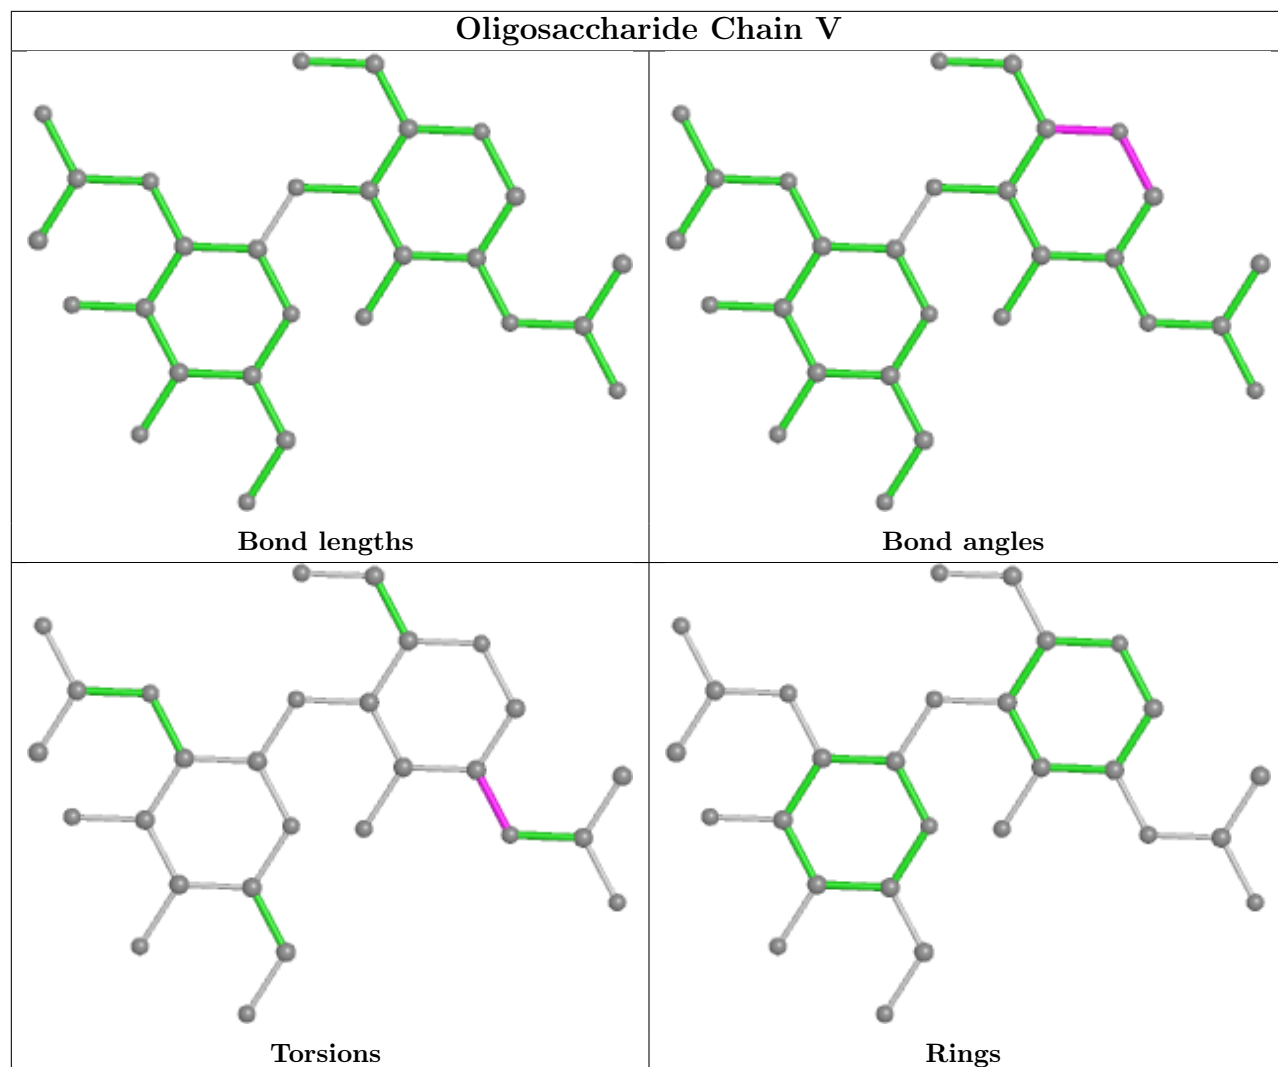 Oligosaccharide Chain V
Bond lengths
Bond angles
Torsions
Rings